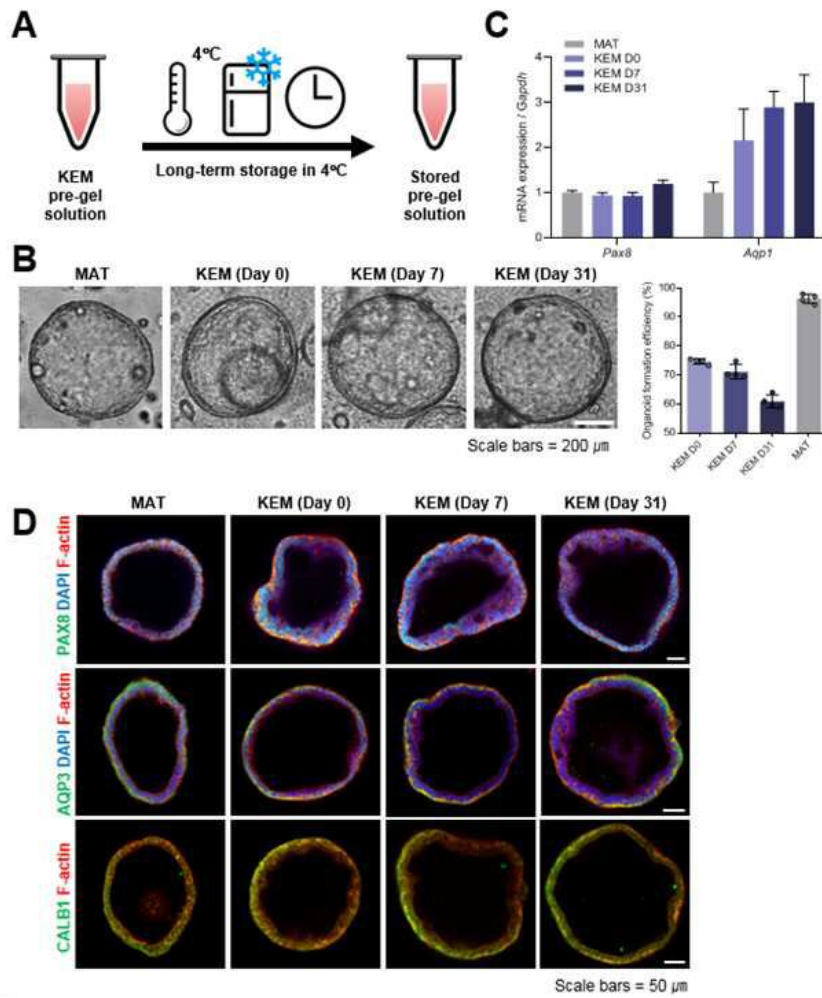 A
4°C
KEM
pre-gel
solution
Long-term storage in 4°C
Stored
pre-gel
solution
C
MAT
KEM D0
KEM D7
KEM D31
mRNA expression / Gapdh
4
3
2
1
0
Pax8
Aqp1
B
MAT
KEM (Day 0)
KEM (Day 7)
KEM (Day 31)
Scale bars = 200 ㎛
Organoid formation efficiency (%)
100
90
80
70
60
50
KEM D0
KEM D7
KEM D31
MAT
D
MAT
KEM (Day 0)
KEM (Day 7)
KEM (Day 31)
PAX8 DAPI F-actin
AQP3 DAPI F-actin
CALB1 F-actin
Scale bars = 50 ㎛